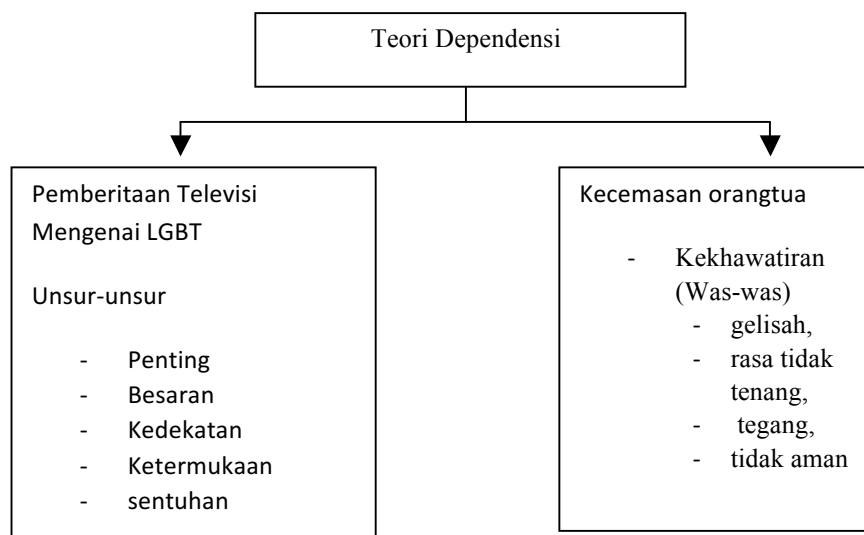 Teori Dependensi
Pemberitaan Televisi
Mengenai LGBT
Unsur-unsur
- Penting
- Besaran
- Kedekatan
- Ketermukaan
- sentuhan
Kecemasan orangtua
- Kekhawatiran
(Was-was)
- gelisah,
- rasa tidak
tenang,
- tegang,
- tidak aman